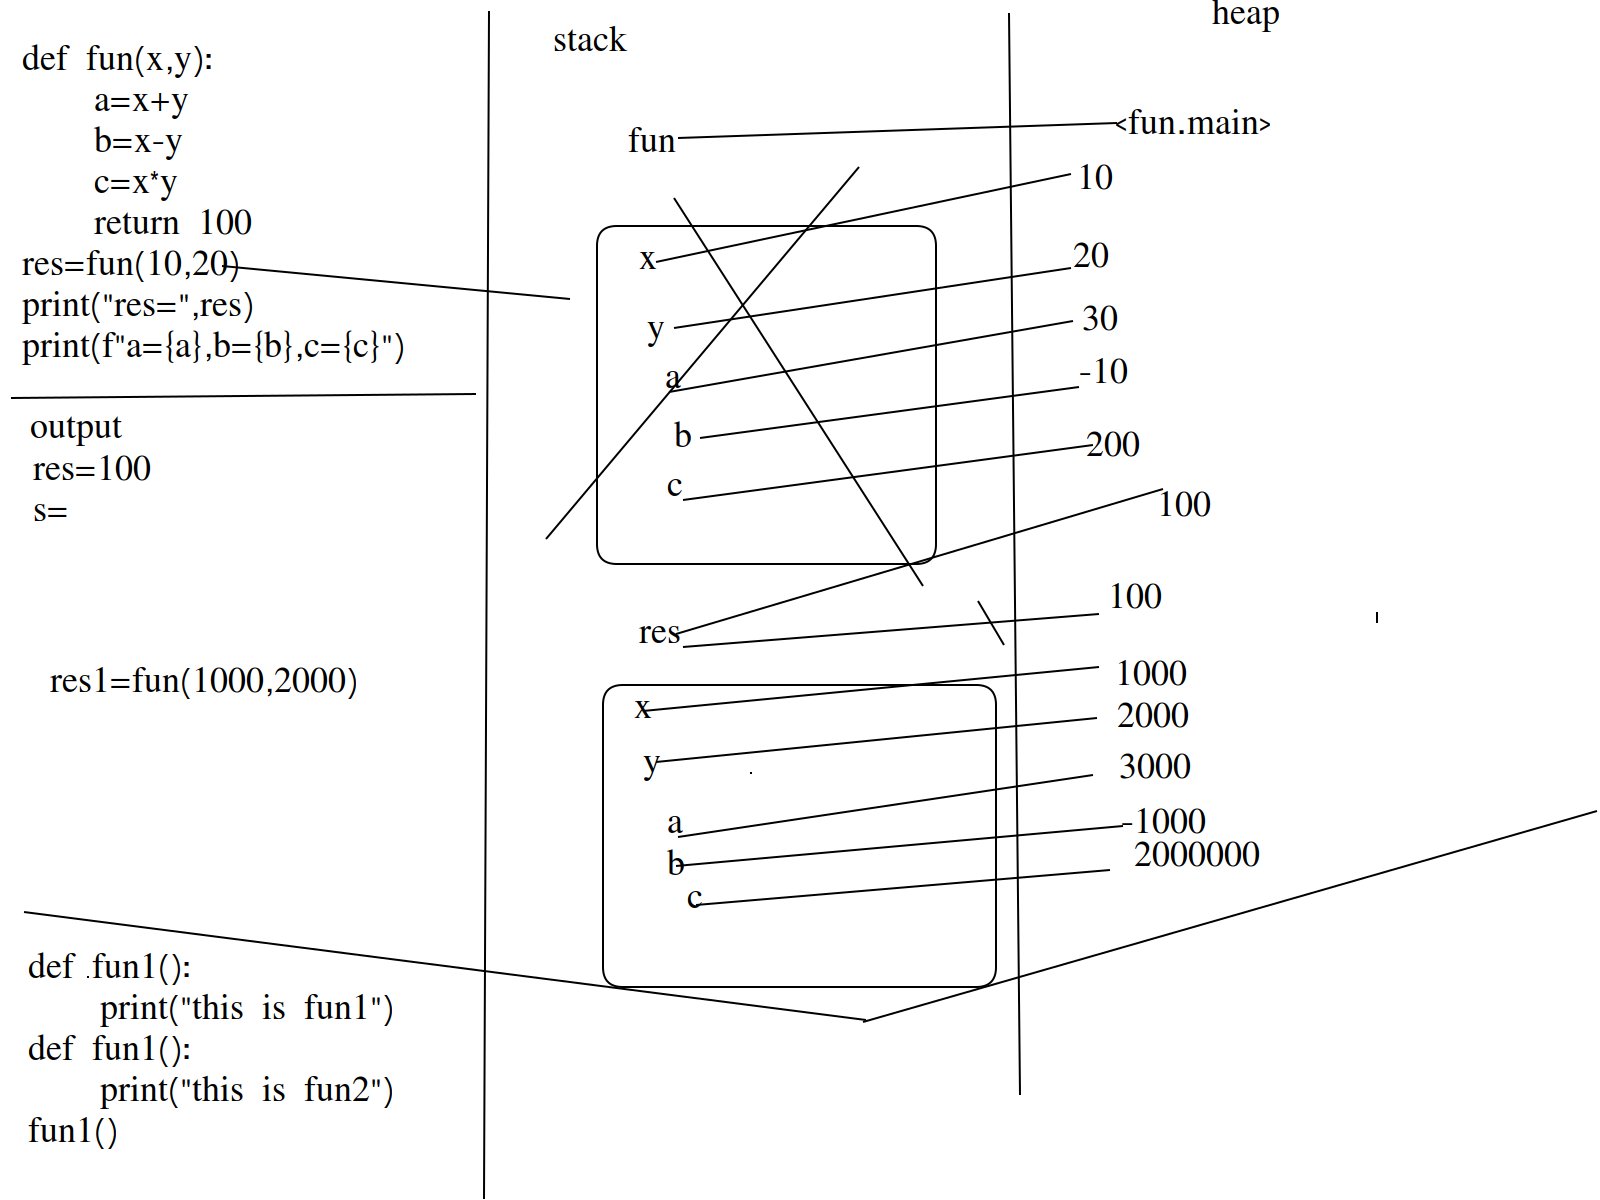 def fun(x,y):
a=x+y
b=x-y
c=x*y
return 100
res=fun(10,20)
print("res=",res)
print(f"a={a},b={b},c={c}")
output
res=100
s=
res1=fun(1000,2000)
def fun1():
print("this is fun1")
def fun1():
print("this is fun2")
fun1()
stack
fun
x
y
a
b
c
res
x
y
a
b
c
heap
<fun.main>
10
20
30
-10
200
100
100
1000
2000
3000
-1000
2000000